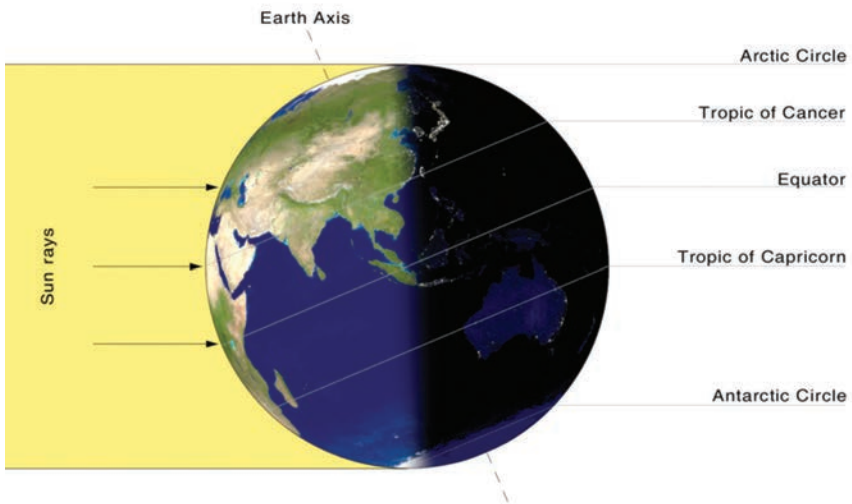 Earth Axis
Arctic Circle
Tropic of Cancer
Equator
Sun rays
Tropic of Capricorn
Antarctic Circle